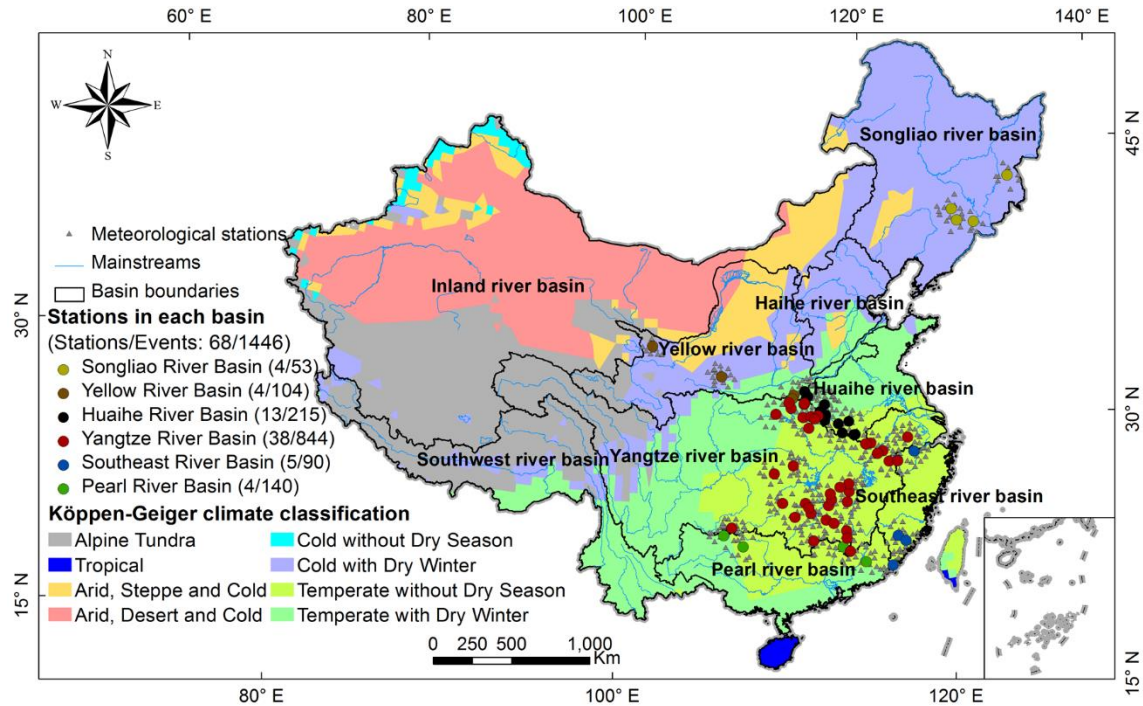 60° E 80° E 100° E 120° E 140° E
N
W E
S
45° N
Songliao river basin
Meteorological stations
Mainstreams
Basin boundaries
Inland river basin
Haihe river basin
30° N
Stations in each basin
(Stations/Events: 68/1446)
Yellow river basin
Songliao River Basin (4/53)
Yellow River Basin (4/104)
Huaihe river basin
Huaihe River Basin (13/215)
30° N
Yangtze River Basin (38/844)
Southeast River Basin (5/90)
Southwest river basin
Yangtze river basin
Pearl River Basin (4/140)
Southeast river basin
Köppen-Geiger climate classification
Alpine Tundra
Cold without Dry Season
Tropical
Cold with Dry Winter
Pearl river basin
Arid, Steppe and Cold
Temperate without Dry Season
15° N
Arid, Desert and Cold
Temperate with Dry Winter
0 250 500 1,000
Km
15° N
80° E 100° E 120° E